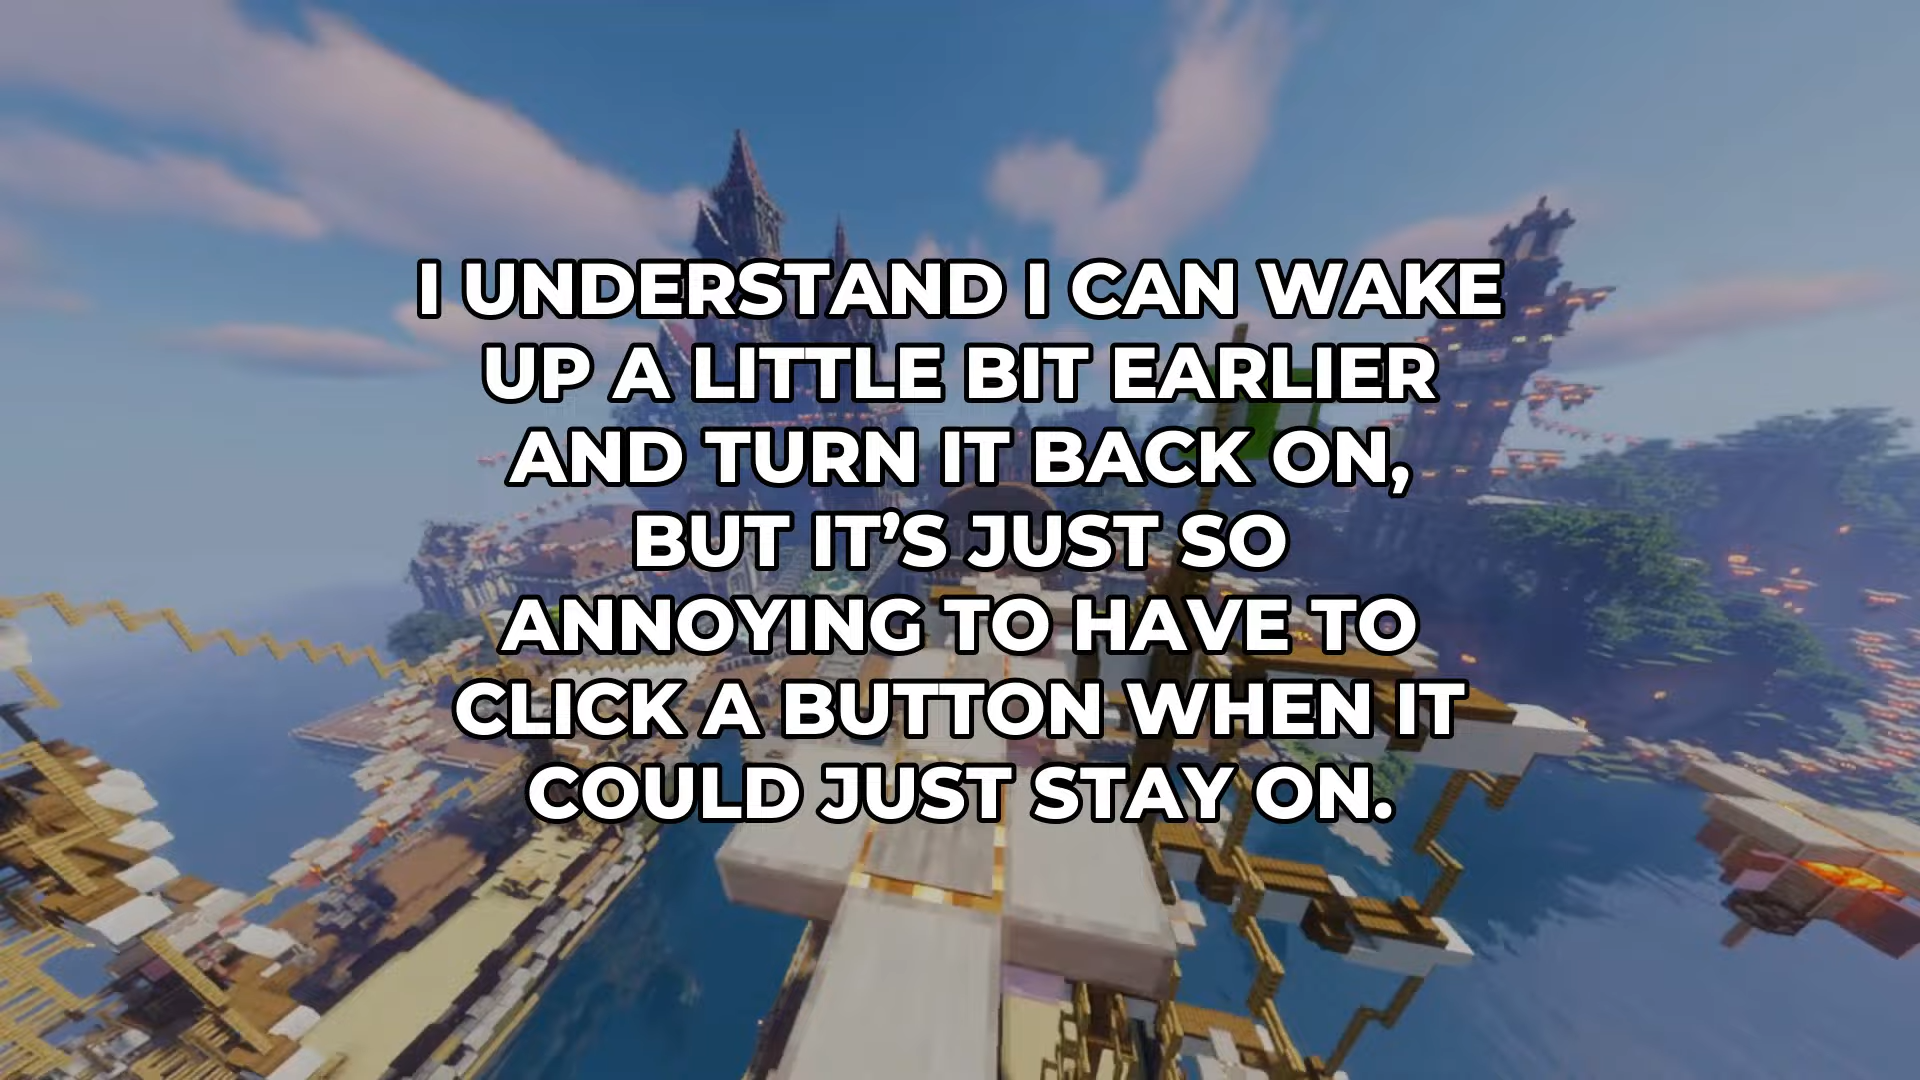 I UNDERSTAND I CAN WAKE
UP A LITTLE BIT EARLIER
AND TURN IT BACK ON,
BUT IT’S JUST SO
ANNOYING TO HAVE TO
CLICK A BUTTON WHEN IT
COULD JUST STAY ON.